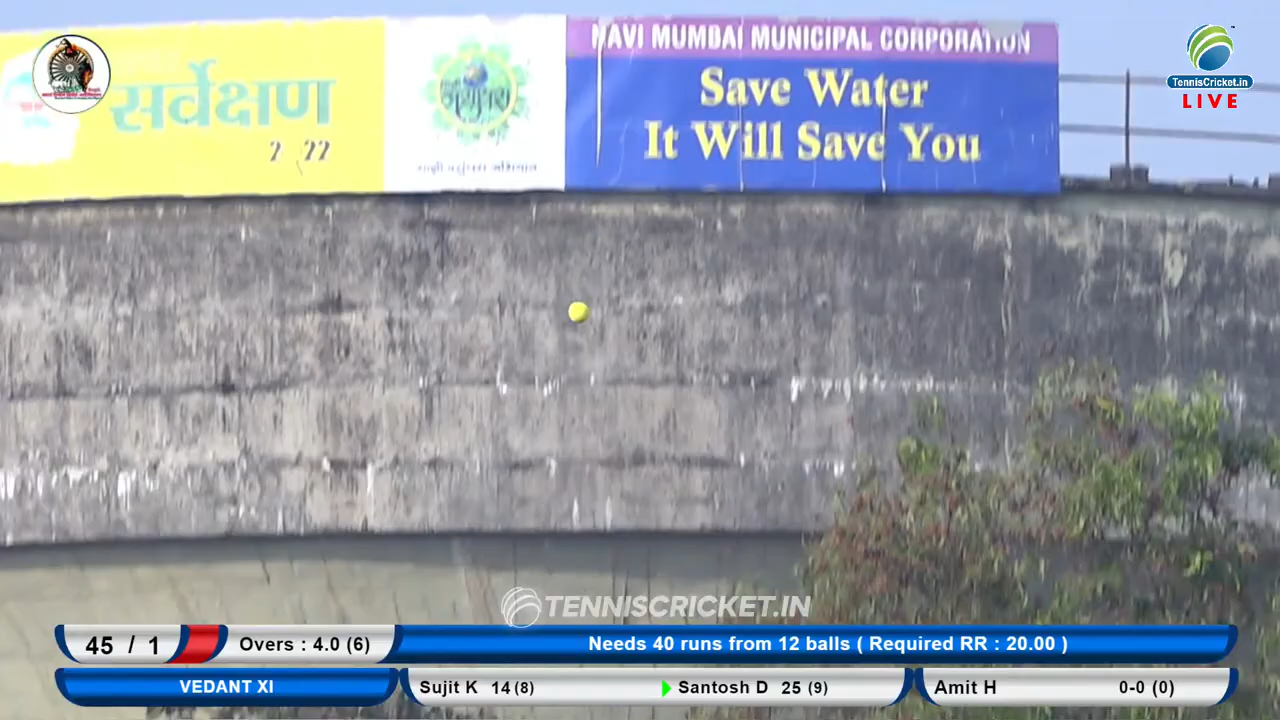 सर्वेक्षण
2022
NAVI MUMBAI MUNICIPAL CORPORATION
Save Water
It Will Save You
TennisCricket.in
LIVE
TENNISCRICKET.IN
45 / 1
Overs : 4.0 (6)
Needs 40 runs from 12 balls ( Required RR : 20.00 )
VEDANT XI
Sujit K 14 (8)
Santosh D 25 (9)
Amit H 0-0 (0)